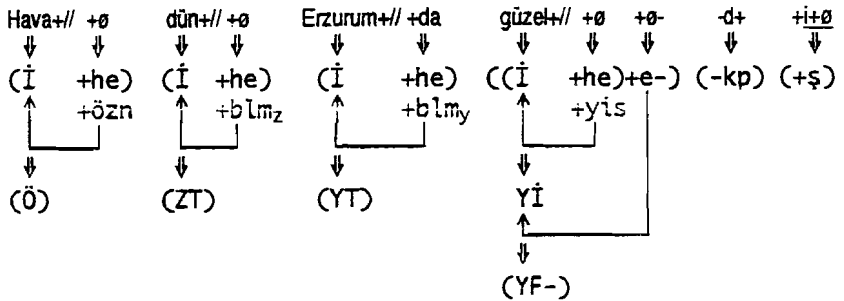 Hava+// +ø dün+// +ø Erzurum+// +da güzel+// +ø +ø- -d+ +i+ø
(İ +he) (İ +he) (İ +he) ((İ +he)+e-) (-kp) (+ş)
+özn +blmz +blmy +yis
(Ö) (ZT) (YT) Yİ
(YF-)